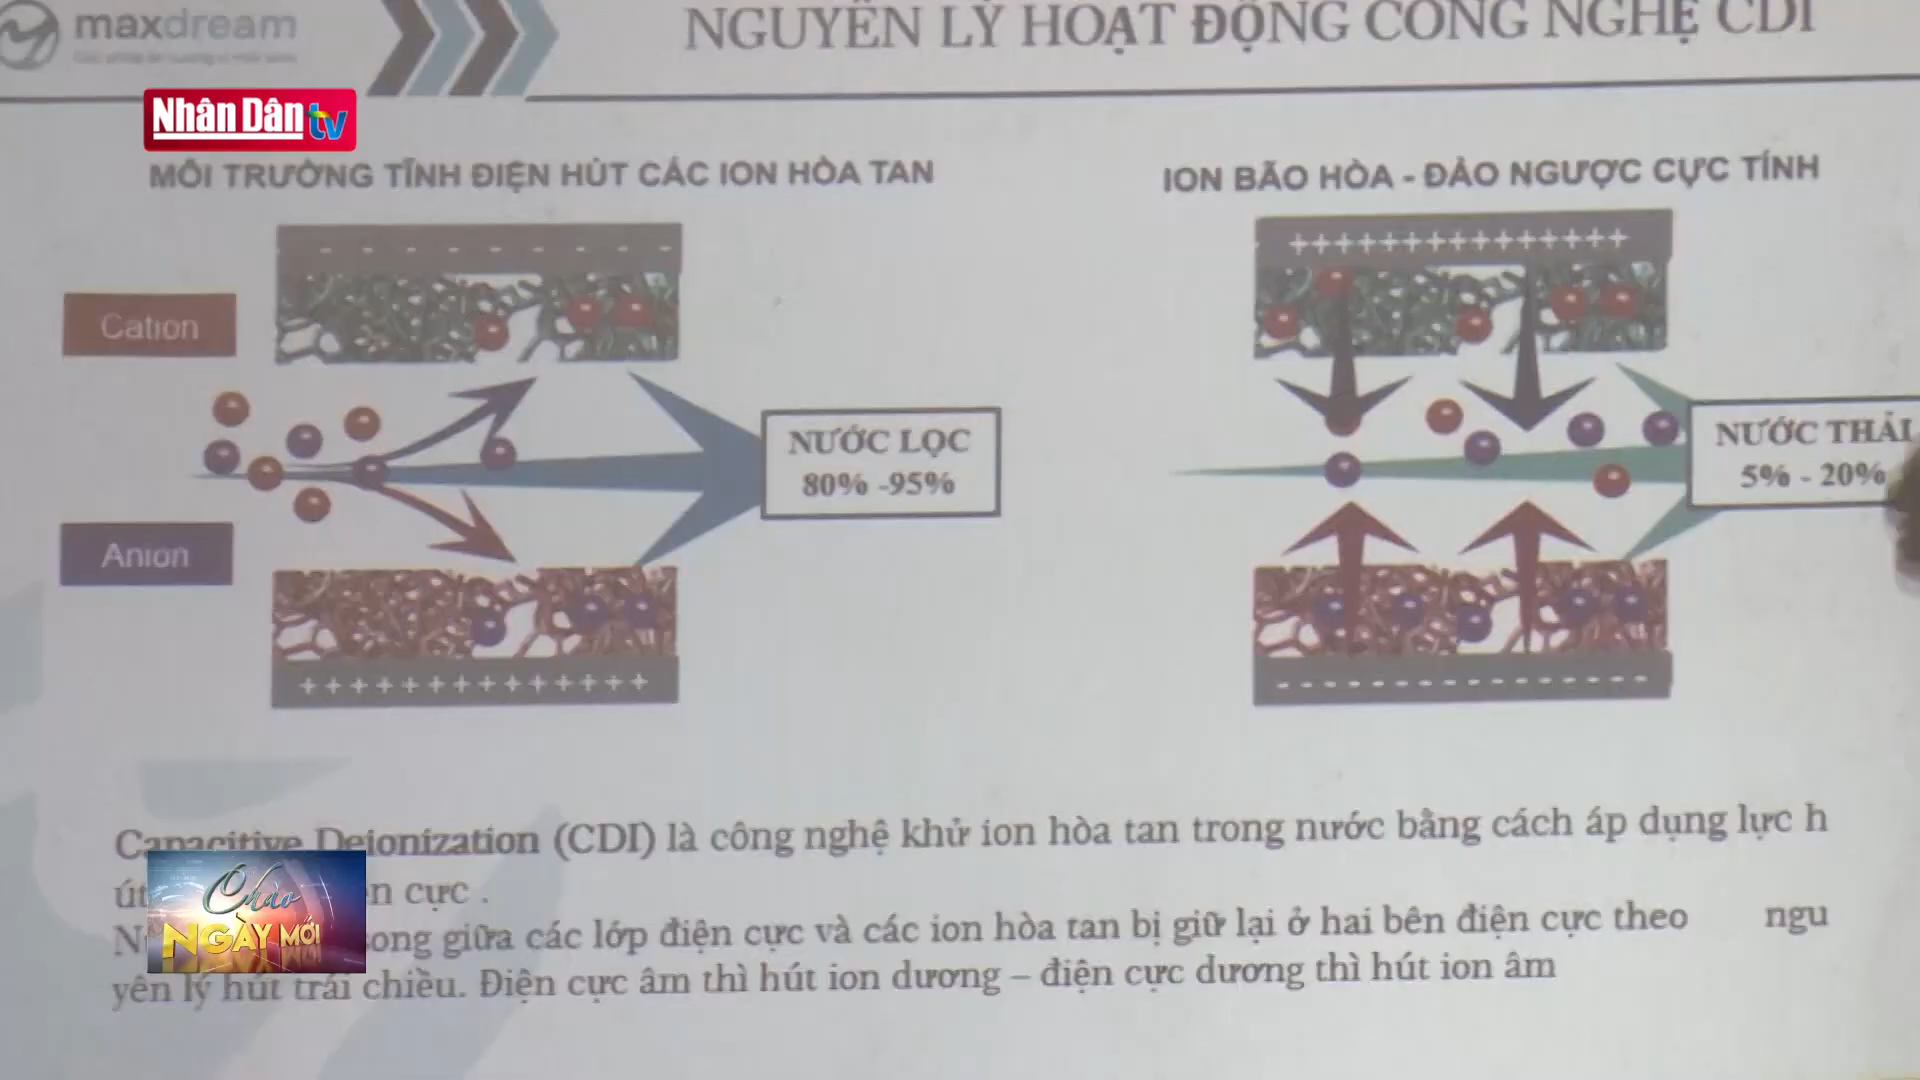 maxdream
NGUYÊN LÝ HOẠT ĐỘNG CÔNG NGHỆ CDI
Nhân Dân tv
MÔI TRƯỜNG TĨNH ĐIỆN HÚT CÁC ION HÒA TAN
ION BÃO HÒA - ĐẢO NGƯỢC CỰC TÍNH
- - - - - - - - -
+++++++++++++++
Cation
NƯỚC LỌC
80% -95%
NƯỚC THẢI
5% - 20%
Anion
++++++++++++++
- - - - - - - - - - - - - - - -
Capacitive Deionization (CDI) là công nghệ khử ion hòa tan trong nước bằng cách áp dụng lực h
út n cực .
N ong giữa các lớp điện cực và các ion hòa tan bị giữ lại ở hai bên điện cực theo ngu
yên lý hút trái chiều. Điện cực âm thì hút ion dương – điện cực dương thì hút ion âm
Chào
NGÀY MỚI